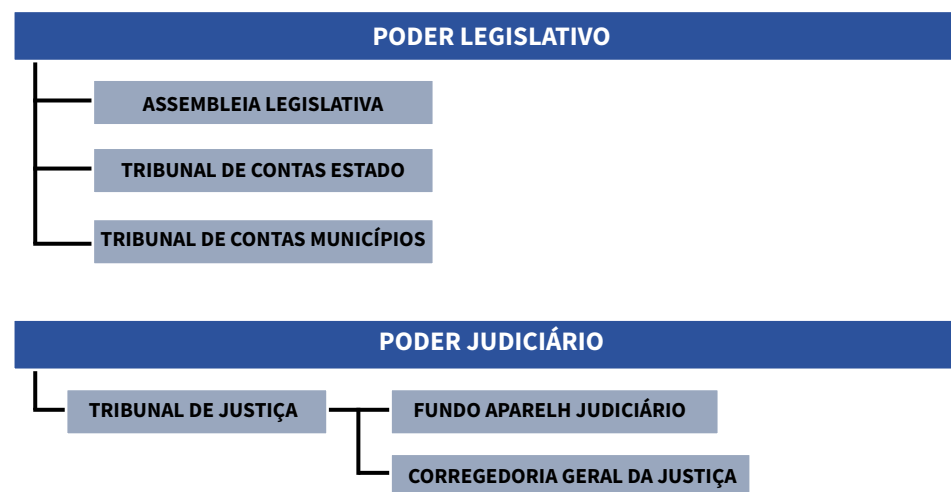 PODER LEGISLATIVO
ASSEMBLEIA LEGISLATIVA
TRIBUNAL DE CONTAS ESTADO
TRIBUNAL DE CONTAS MUNICÍPIOS
PODER JUDICIÁRIO
TRIBUNAL DE JUSTIÇA
FUNDO APARELH JUDICIÁRIO
CORREGEDORIA GERAL DA JUSTIÇA